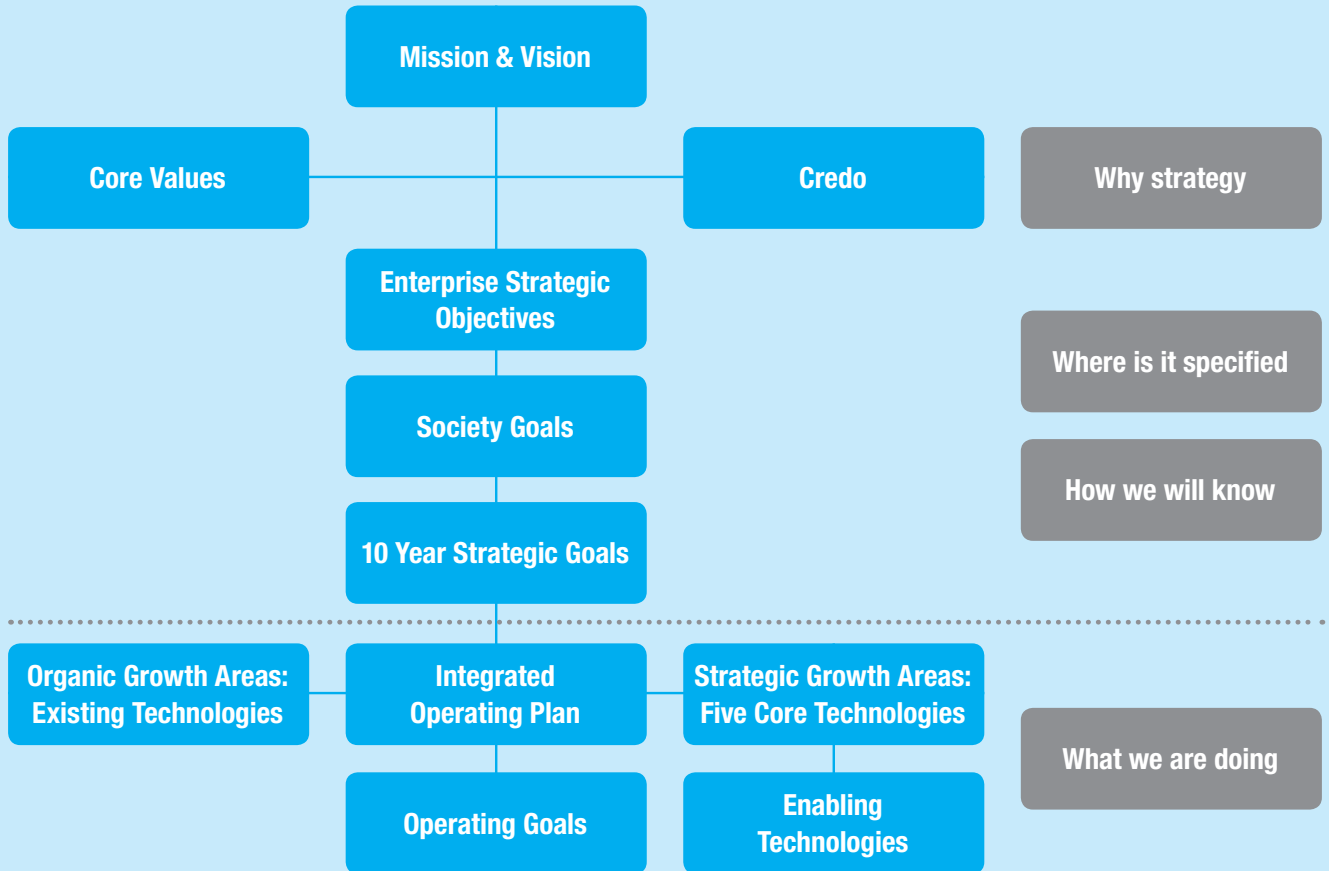 Mission & Vision
Core Values
Credo
Why strategy
Enterprise Strategic
Objectives
Where is it specified
Society Goals
How we will know
10 Year Strategic Goals
Organic Growth Areas:
Existing Technologies
Integrated
Operating Plan
Strategic Growth Areas:
Five Core Technologies
What we are doing
Operating Goals
Enabling
Technologies